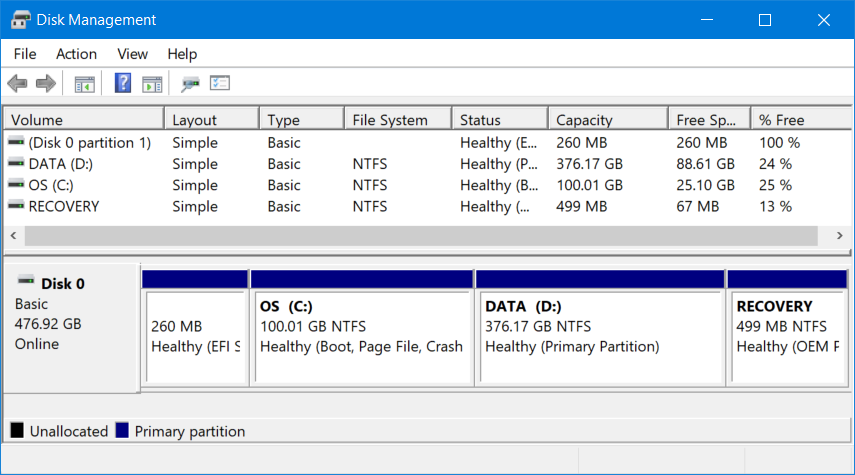 Disk Management
File Action View Help
Volume Layout Type File System Status Capacity Free Sp... % Free
(Disk 0 partition 1) Simple Basic Healthy (E... 260 MB 260 MB 100 %
DATA (D:) Simple Basic NTFS Healthy (P... 376.17 GB 88.61 GB 24 %
OS (C:) Simple Basic NTFS Healthy (B... 100.01 GB 25.10 GB 25 %
RECOVERY Simple Basic NTFS Healthy (... 499 MB 67 MB 13 %
Disk 0
Basic
476.92 GB
Online
260 MB
Healthy (EFI S
OS (C:)
100.01 GB NTFS
Healthy (Boot, Page File, Crash
DATA (D:)
376.17 GB NTFS
Healthy (Primary Partition)
RECOVERY
499 MB NTFS
Healthy (OEM P
Unallocated Primary partition